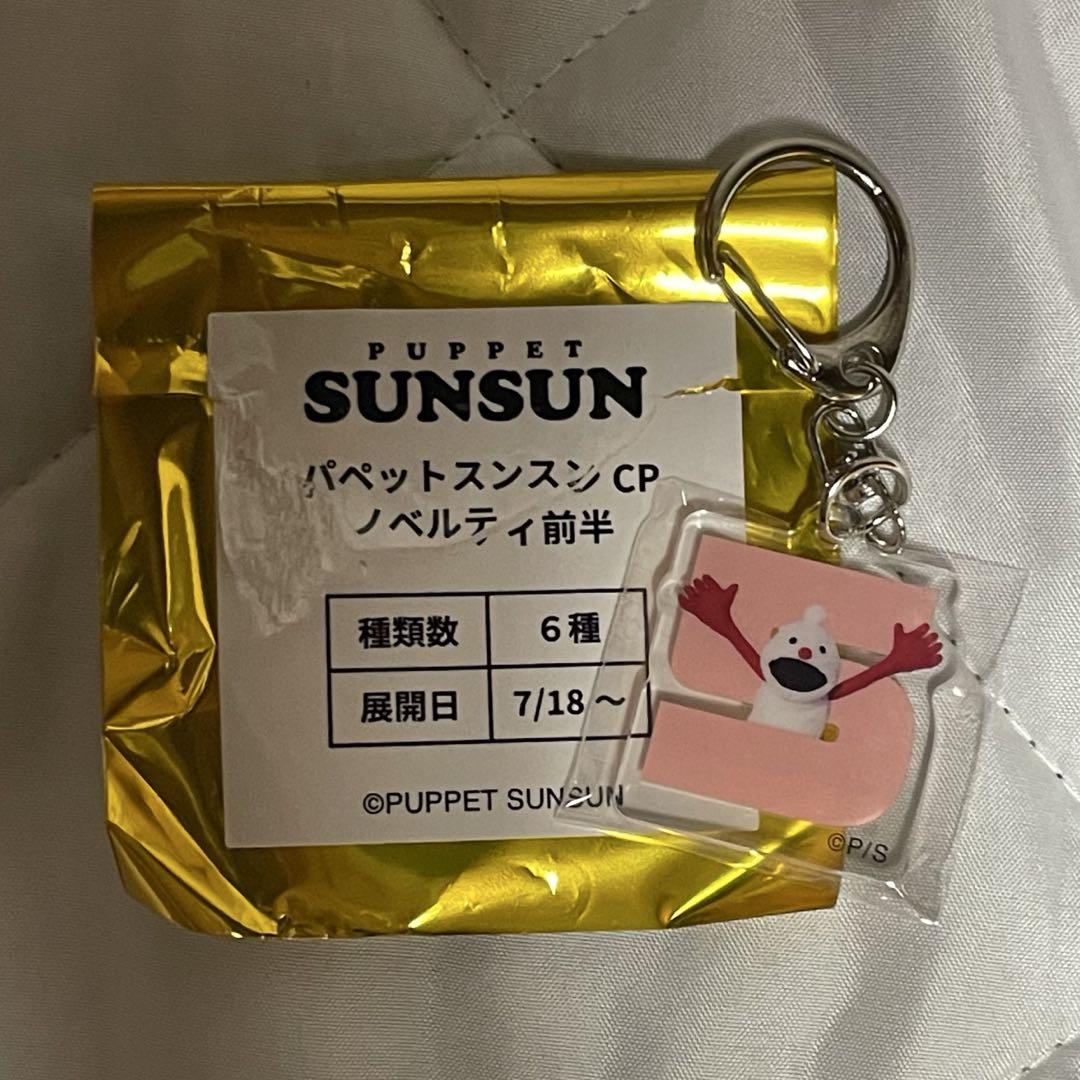 PUPPET
SUNSUN
パペットスンスン CP
ノベルティ前半
種類数 6種
展開日 7/18 ～
©PUPPET SUNSUN
©P/S